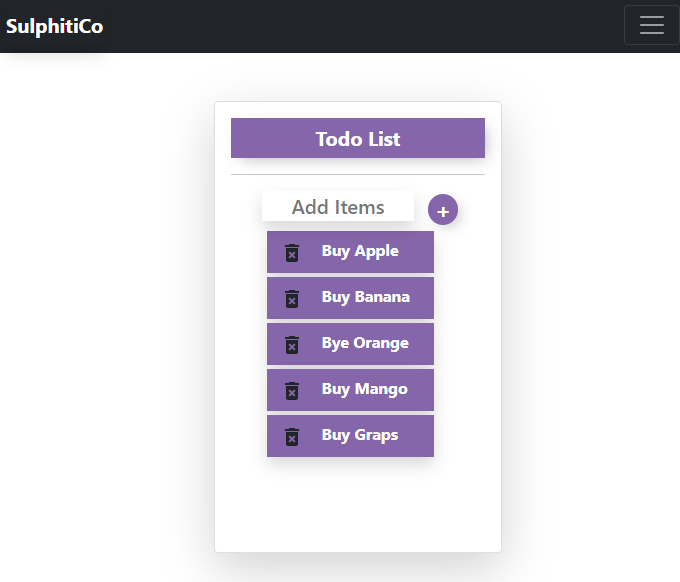 SulphitiCo
Todo List
Add Items
+
Buy Apple
Buy Banana
Bye Orange
Buy Mango
Buy Graps